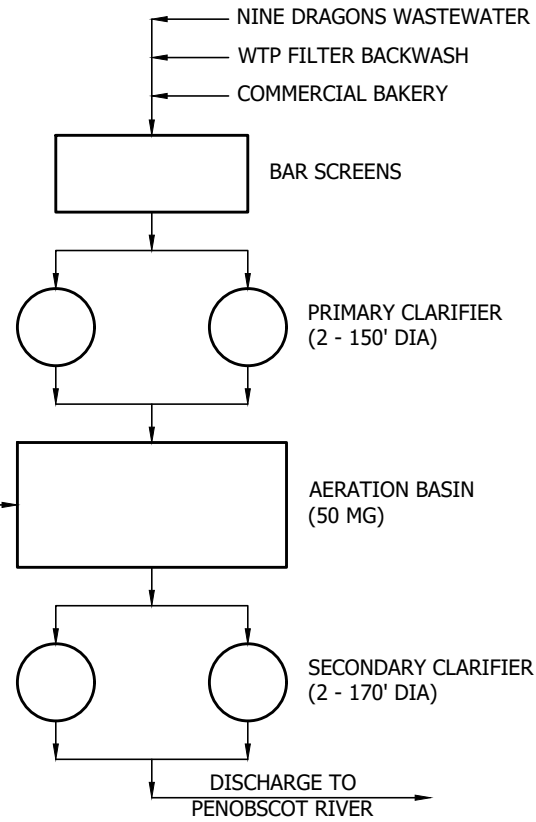 NINE DRAGONS WASTEWATER
WTP FILTER BACKWASH
COMMERCIAL BAKERY
BAR SCREENS
PRIMARY CLARIFIER
(2 - 150' DIA)
AERATION BASIN
(50 MG)
SECONDARY CLARIFIER
(2 - 170' DIA)
DISCHARGE TO
PENOBSCOT RIVER